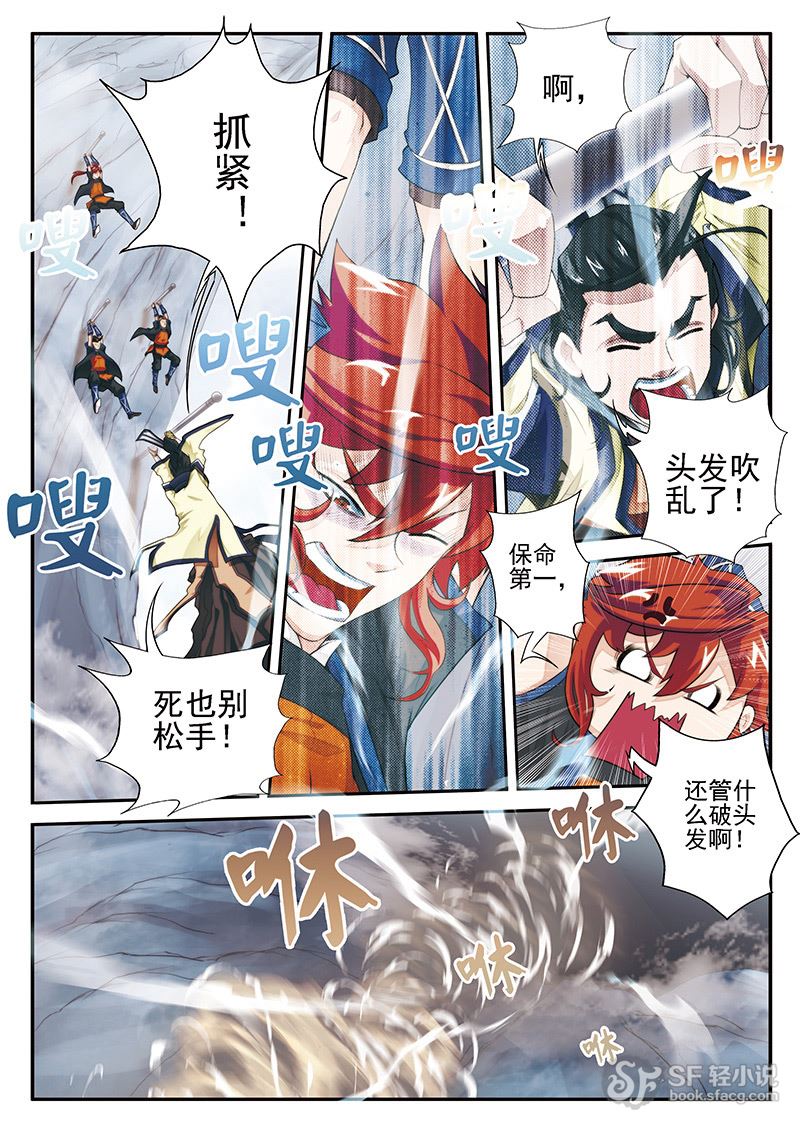 抓
紧！
啊，
嗖
嗖
嗖
嗖
嗖
嗖
嗖
嗖
头发吹
乱了！
保命
第一，
死也别
松手！
还管什
么破头
发啊！
咻
咻
咻
咻
SF 轻小说
book.sfacg.com